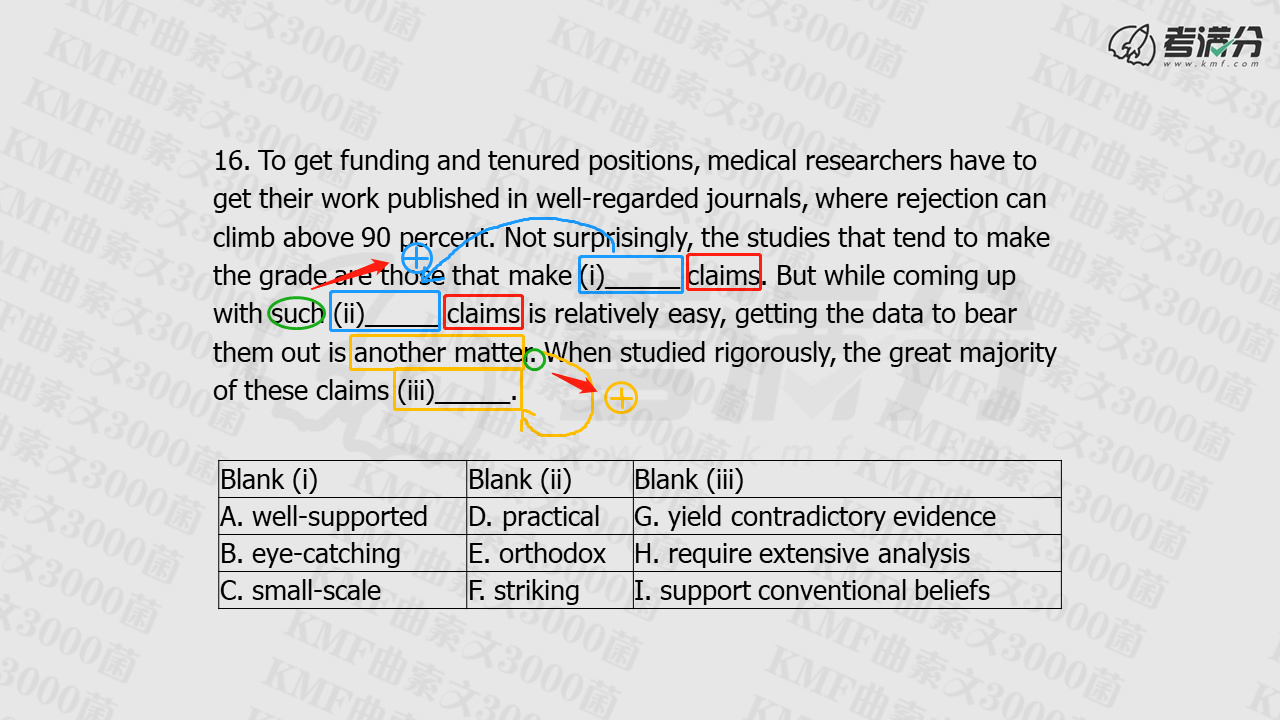 考满分
www.kmf.com
16. To get funding and tenured positions, medical researchers have to
get their work published in well-regarded journals, where rejection can
climb above 90 percent. Not surprisingly, the studies that tend to make
the grade are those that make (i)______ claims. But while coming up
with such (ii)______ claims is relatively easy, getting the data to bear
them out is another matter. When studied rigorously, the great majority
of these claims (iii)______.
Blank (i) Blank (ii) Blank (iii)
A. well-supported D. practical G. yield contradictory evidence
B. eye-catching E. orthodox H. require extensive analysis
C. small-scale F. striking I. support conventional beliefs
KMF曲索文3000菌